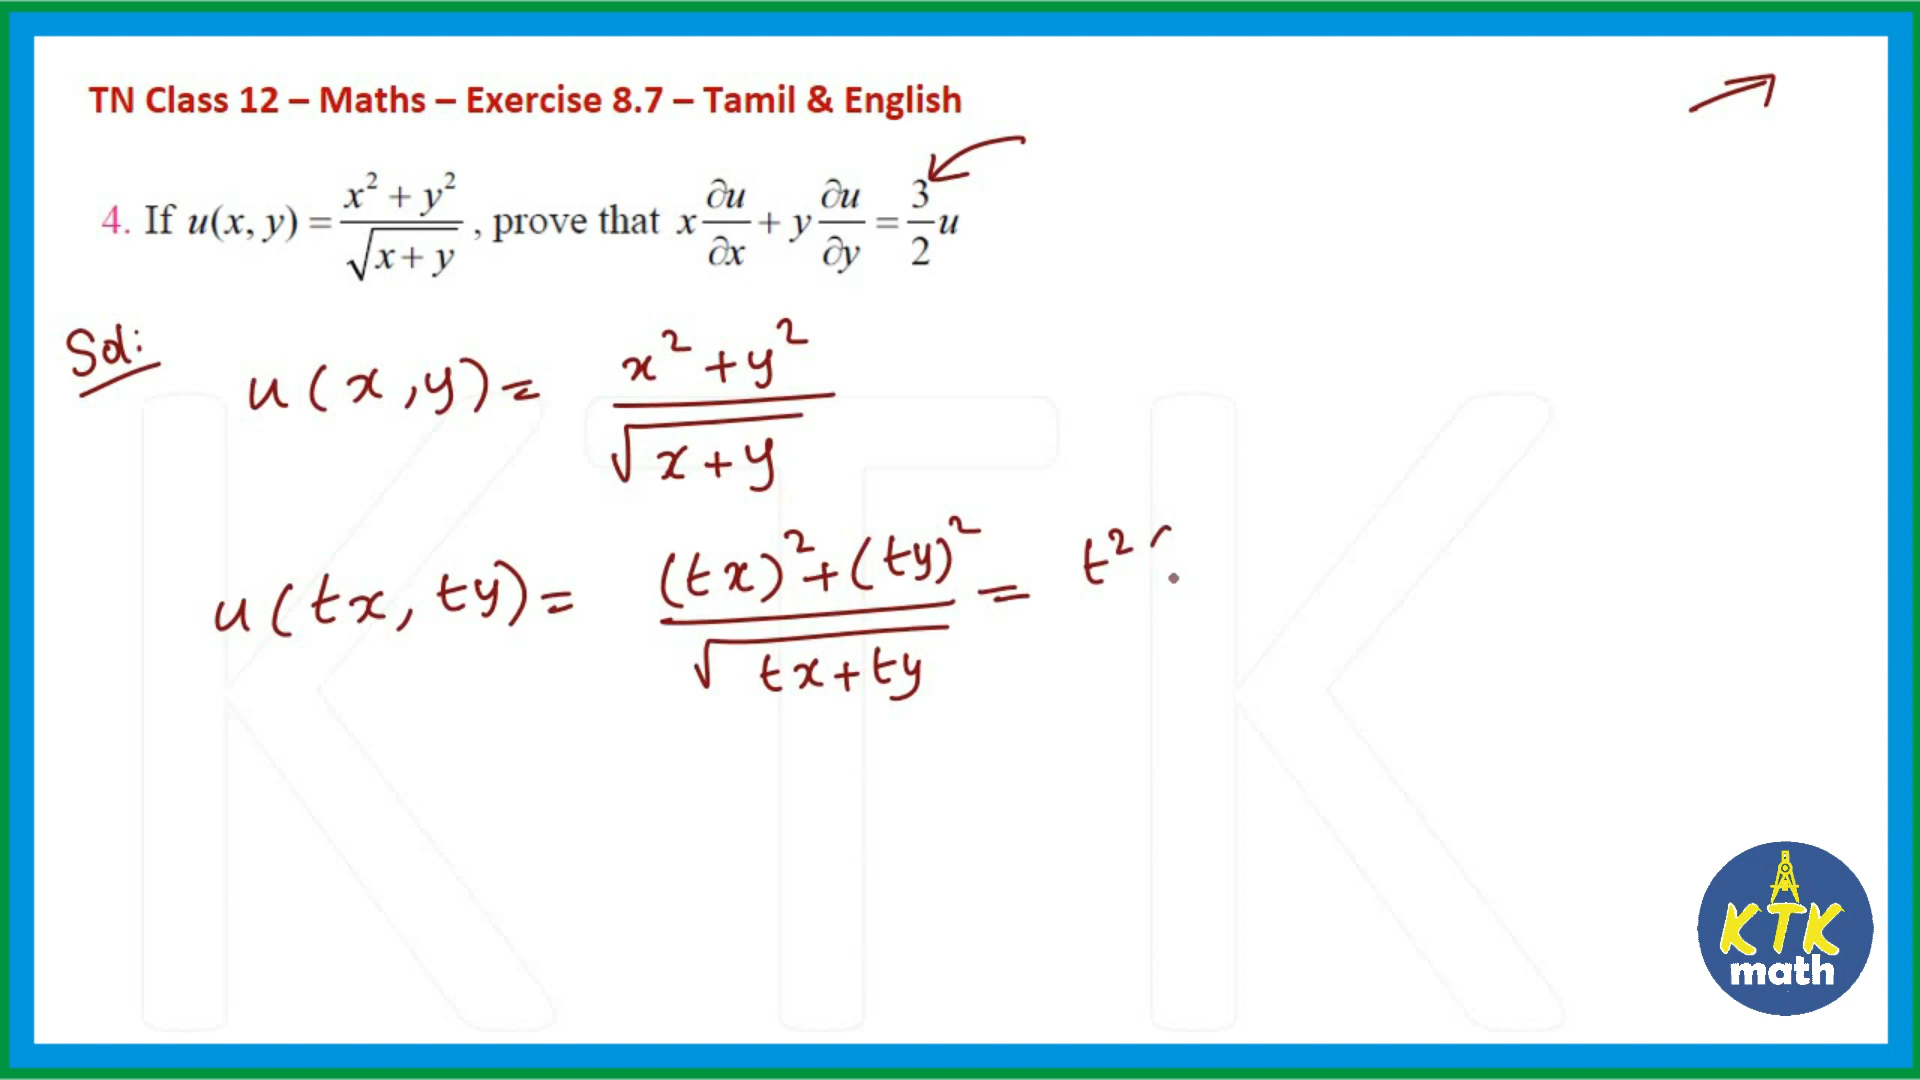 TN Class 12 – Maths – Exercise 8.7 – Tamil & English
4. If u(x, y) = (x² + y²)/√(x + y), prove that x ∂u/∂x + y ∂u/∂y = 3/2 u
Sol:
u(x,y) = (x² + y²)/√(x + y)
u(tx, ty) = ((tx)² + (ty)²)/√(tx + ty) = t² (
KTK
KTK
math